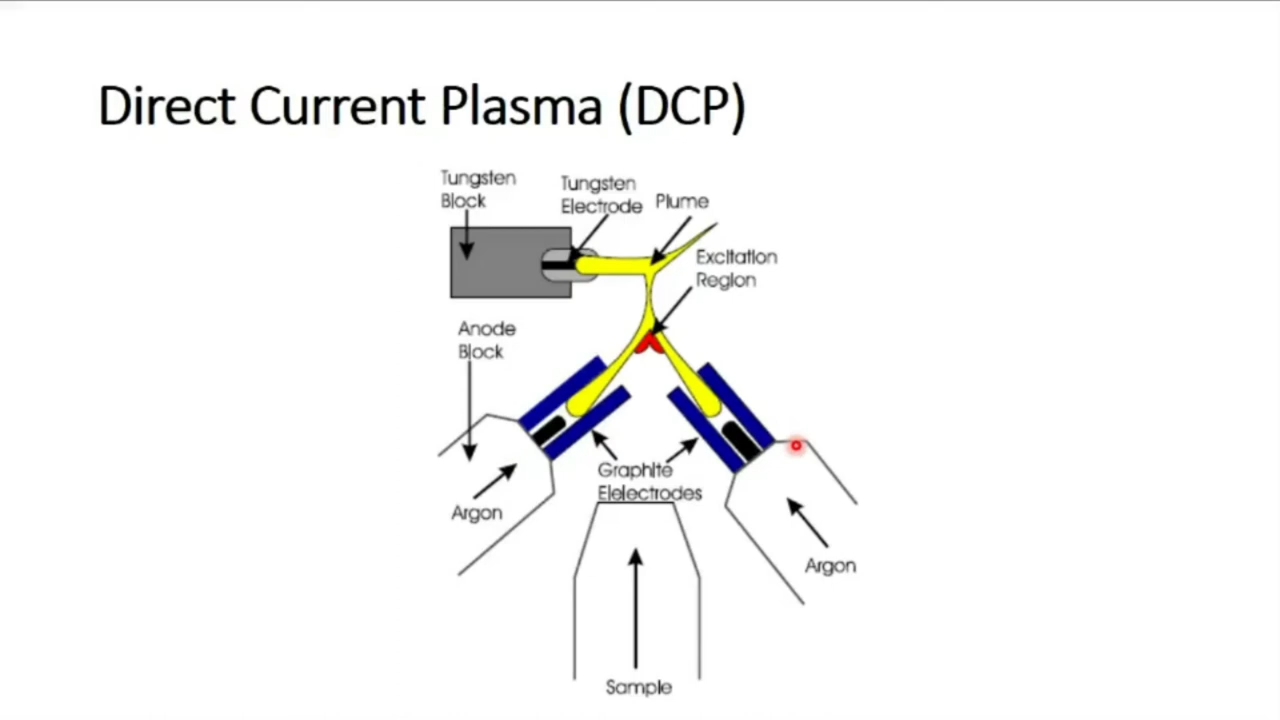 Direct Current Plasma (DCP)
Tungsten
Block
Tungsten
Electrode
Plume
Excitation
Region
Anode
Block
Graphite
Elelectrodes
Argon
Argon
Sample